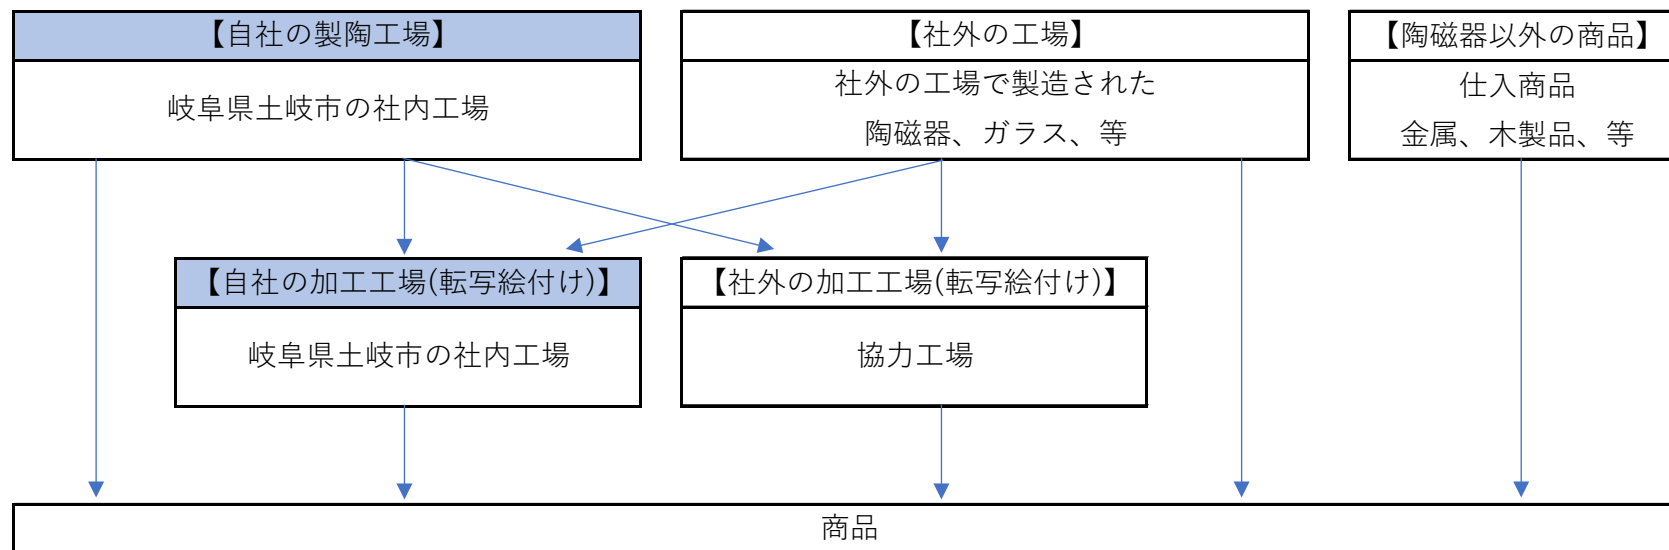 【自社の製陶工場】
岐阜県土岐市の社内工場
【社外の工場】
社外の工場で製造された
陶磁器、ガラス、等
【陶磁器以外の商品】
仕入商品
金属、木製品、等
【自社の加工工場(転写絵付け)】
岐阜県土岐市の社内工場
【社外の加工工場(転写絵付け)】
協力工場
商品